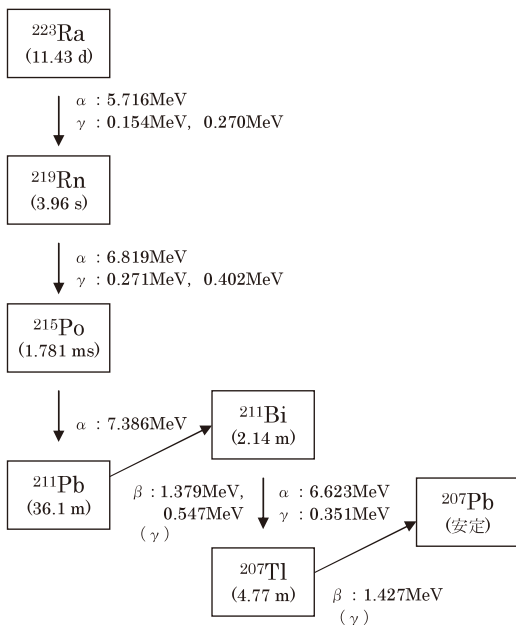 ²²³Ra
(11.43 d)
α : 5.716MeV
γ : 0.154MeV, 0.270MeV
²¹⁹Rn
(3.96 s)
α : 6.819MeV
γ : 0.271MeV, 0.402MeV
²¹⁵Po
(1.781 ms)
α : 7.386MeV
²¹¹Bi
(2.14 m)
²¹¹Pb
(36.1 m)
β : 1.379MeV,
0.547MeV
(γ)
α : 6.623MeV
γ : 0.351MeV
²⁰⁷Pb
(安定)
²⁰⁷Tl
(4.77 m)
β : 1.427MeV
(γ)